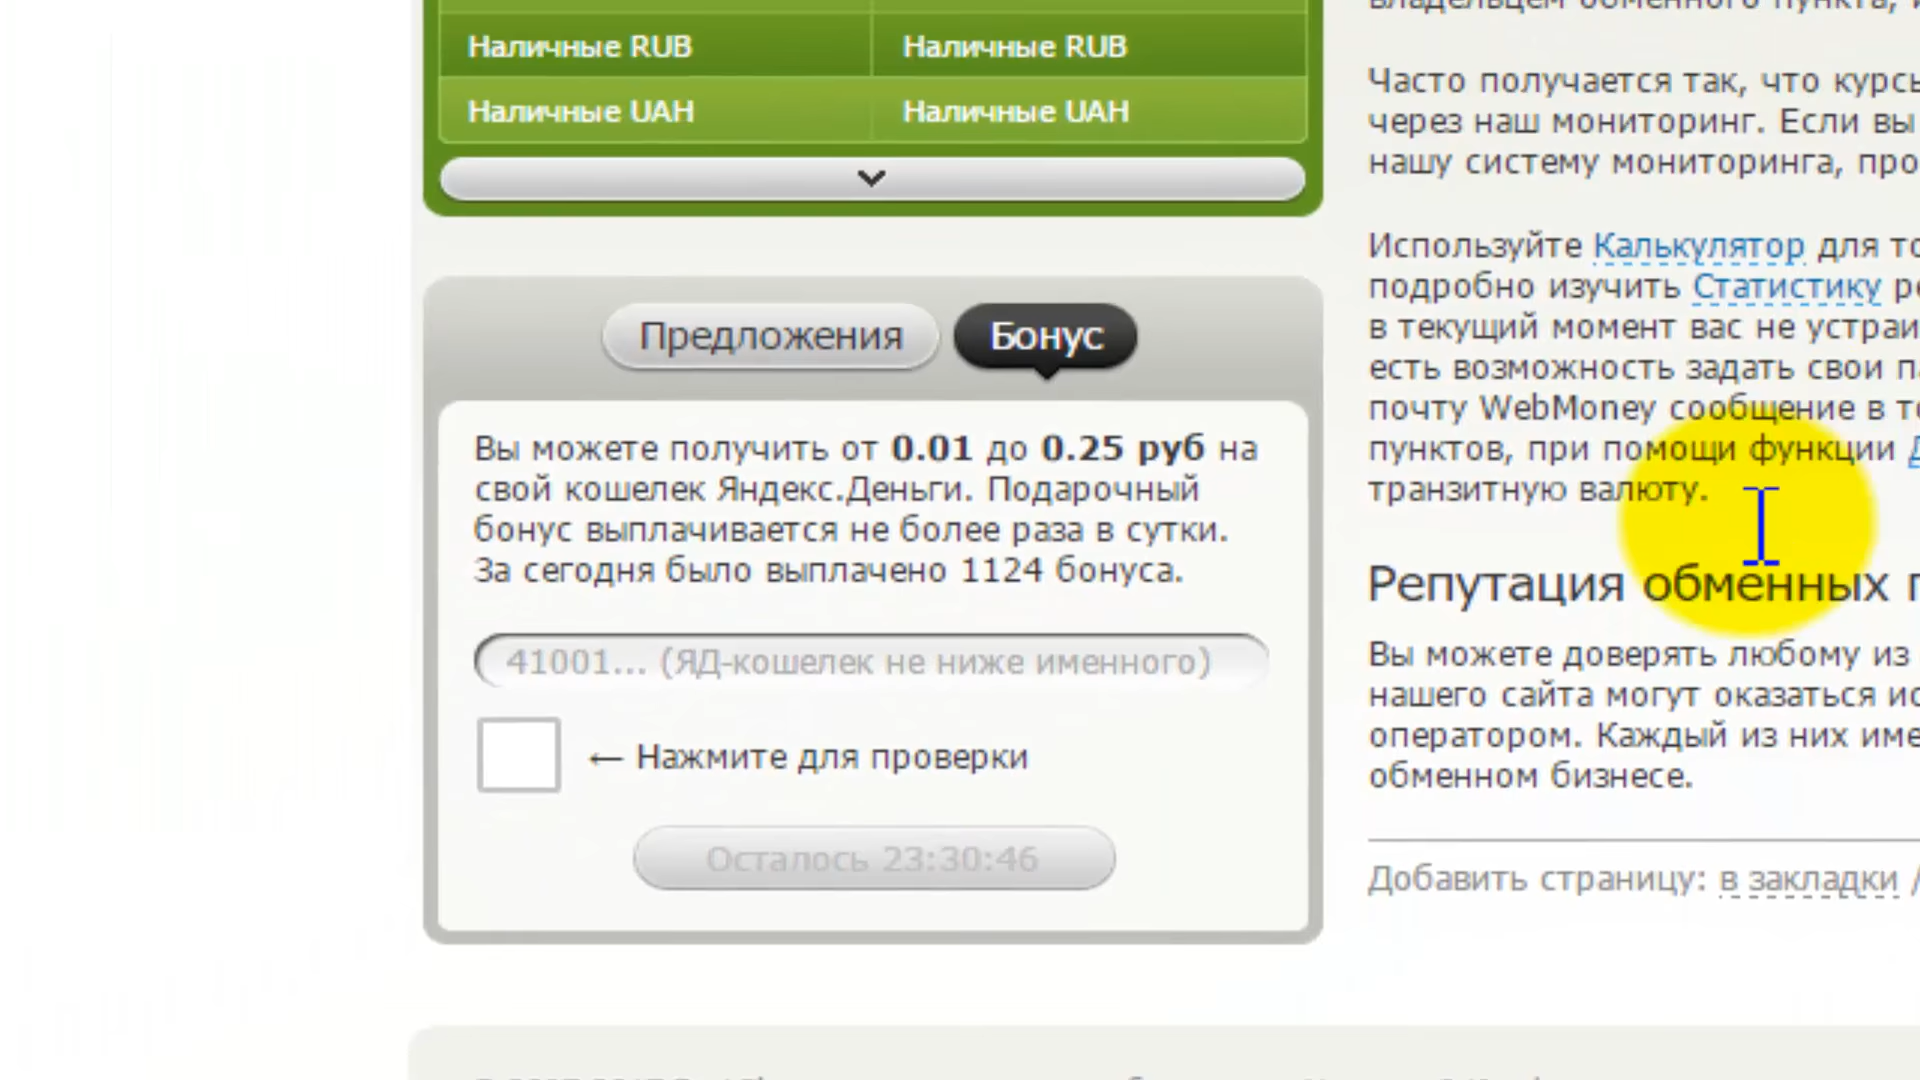 Наличные RUB Наличные RUB
Наличные UAH Наличные UAH
Предложения Бонус
Вы можете получить от 0.01 до 0.25 руб на
свой кошелек Яндекс.Деньги. Подарочный
бонус выплачивается не более раза в сутки.
За сегодня было выплачено 1124 бонуса.
41001... (ЯД-кошелек не ниже именного)
← Нажмите для проверки
Осталось 23:30:46
владельцем обменного пункта,
Часто получается так, что курсы
через наш мониторинг. Если вы
нашу систему мониторинга,
Используйте Калькулятор для
подробно изучить Статистику
в текущий момент вас не
есть возможность задать свои
почту WebMoney сообщение в
пунктов, при помощи функции
транзитную валюту.
Репутация обменных
Вы можете доверять любому из
нашего сайта могут оказаться
оператором. Каждый из них
обменном бизнесе.
Добавить страницу: в закладки /